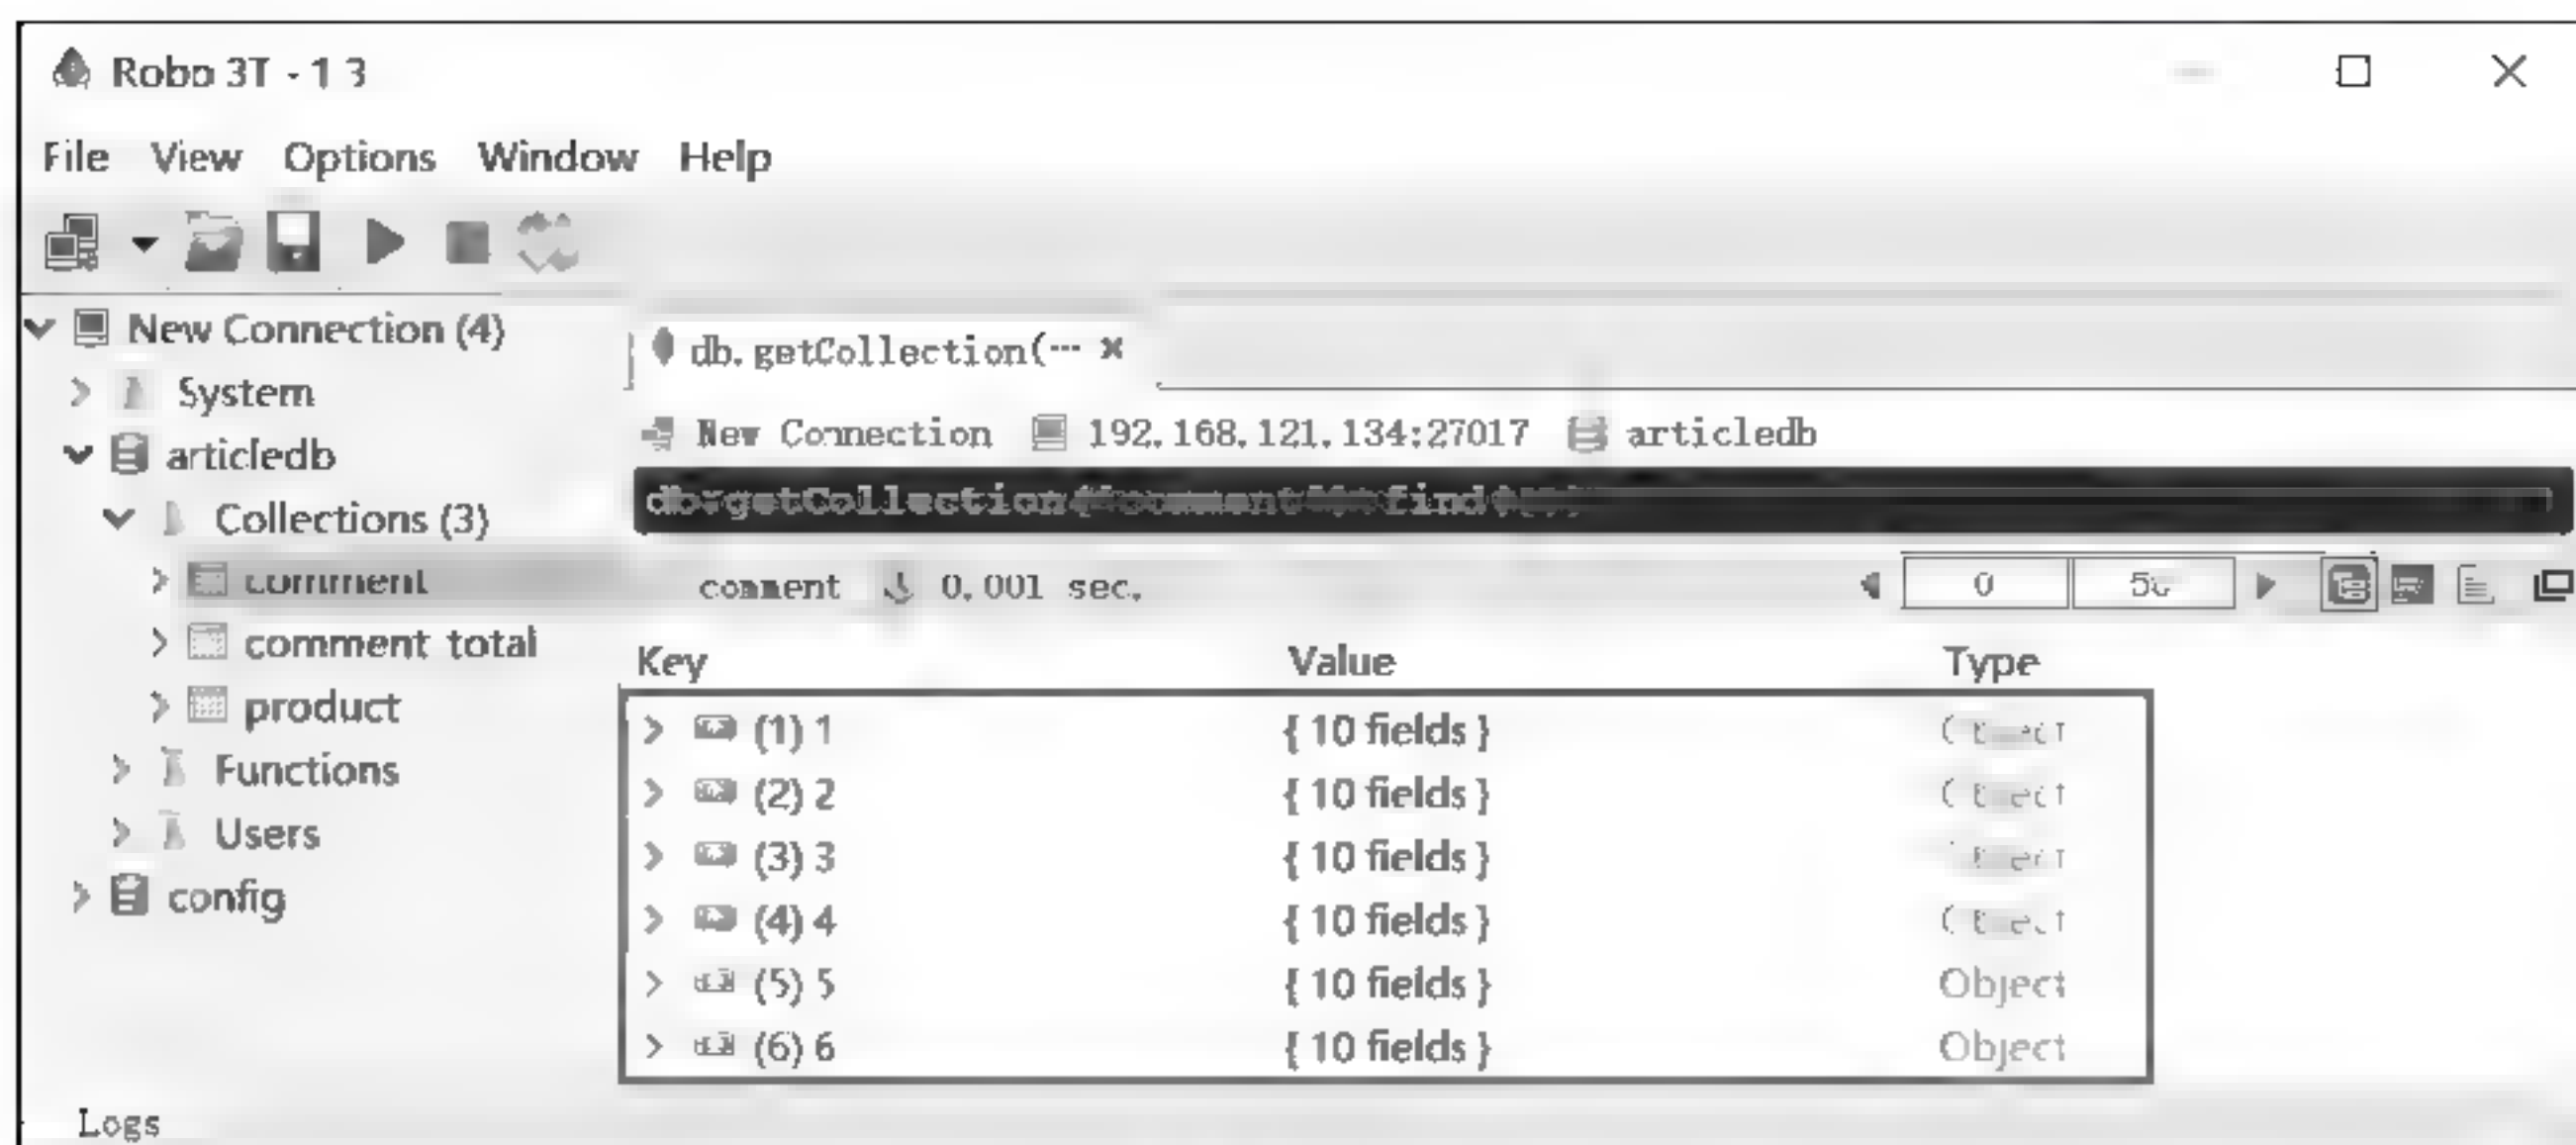 Robo 3T - 1 3
File View Options Window Help
New Connection (4)
System
articledb
Collections (3)
comment
comment total
product
Functions
Users
config
db.getCollection(··· ×
New Connection 192.168.121.134:27017 articledb
comment 0.001 sec.
0
Key Value Type
(1) 1 { 10 fields }
(2) 2 { 10 fields }
(3) 3 { 10 fields }
(4) 4 { 10 fields }
(5) 5 { 10 fields } Object
(6) 6 { 10 fields } Object
Logs